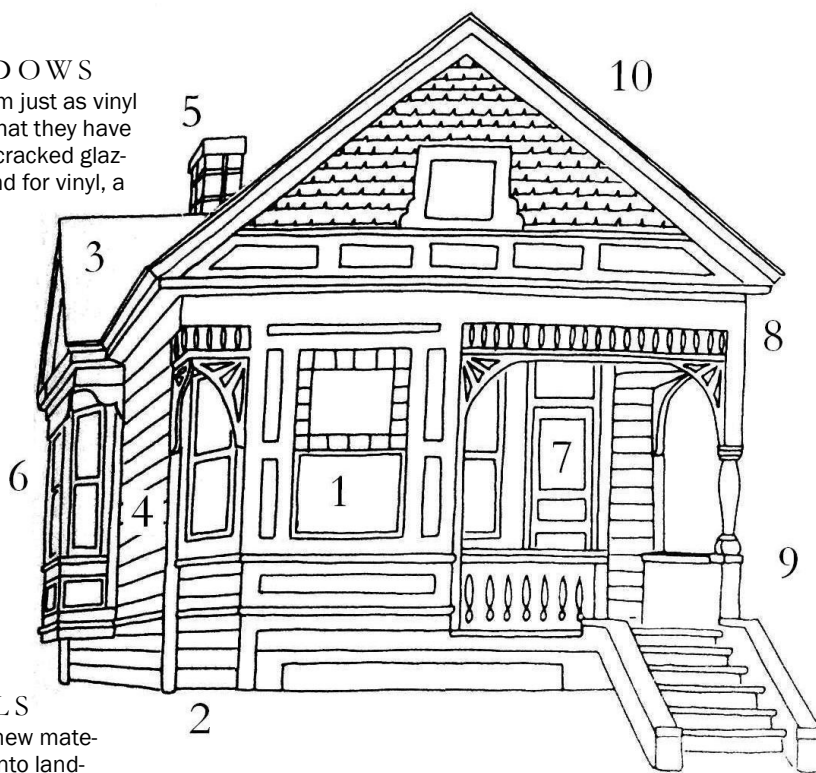 DOWS
m just as vinyl
hat they have
cracked glaz-
nd for vinyl, a
10
5
3
8
6
1
7
4
9
2
LS
new mate-
nto land-